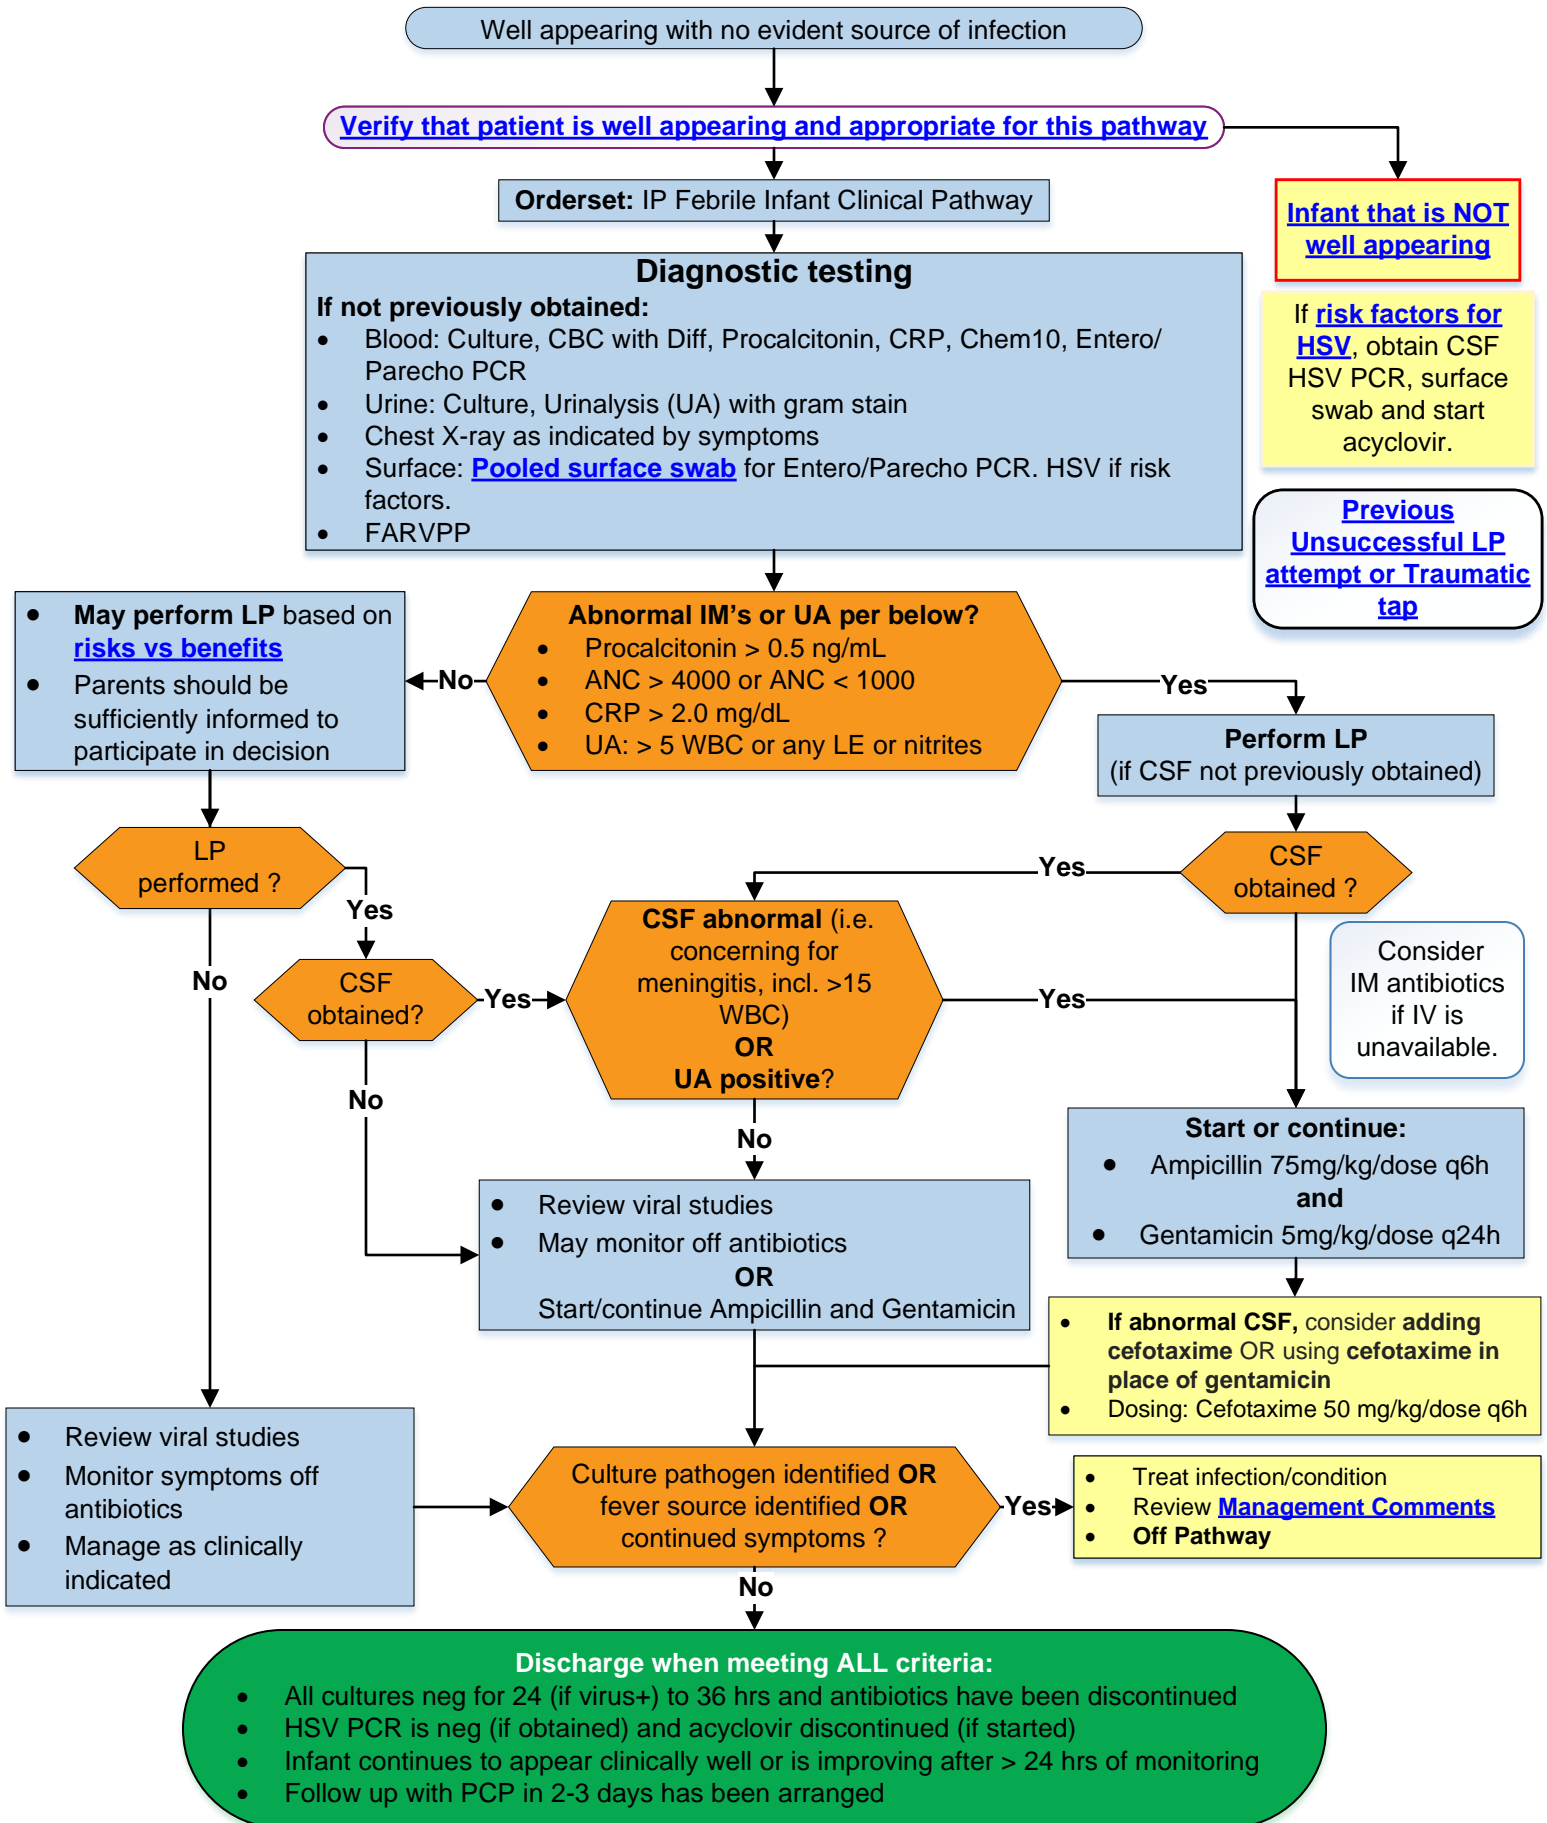 Well appearing with no evident source of infection
Verify that patient is well appearing and appropriate for this pathway
Orderset: IP Febrile Infant Clinical Pathway
Infant that is NOT
well appearing
Diagnostic testing
If not previously obtained:
• Blood: Culture, CBC with Diff, Procalcitonin, CRP, Chem10, Entero/
Parecho PCR
• Urine: Culture, Urinalysis (UA) with gram stain
• Chest X-ray as indicated by symptoms
• Surface: Pooled surface swab for Entero/Parecho PCR. HSV if risk
factors.
• FARVPP
If risk factors for
HSV, obtain CSF
HSV PCR, surface
swab and start
acyclovir.
Previous
Unsuccessful LP
attempt or Traumatic
tap
Abnormal IM's or UA per below?
• Procalcitonin > 0.5 ng/mL
• ANC > 4000 or ANC < 1000
• CRP > 2.0 mg/dL
• UA: > 5 WBC or any LE or nitrites
No
Yes
• May perform LP based on
risks vs benefits
• Parents should be
sufficiently informed to
participate in decision
Perform LP
(if CSF not previously obtained)
LP
performed ?
Yes
No
CSF
obtained?
Yes
No
CSF
obtained ?
Yes
CSF abnormal (i.e.
concerning for
meningitis, incl. >15
WBC)
OR
UA positive?
Yes
No
Consider
IM antibiotics
if IV is
unavailable.
Start or continue:
• Ampicillin 75mg/kg/dose q6h
and
• Gentamicin 5mg/kg/dose q24h
• Review viral studies
• May monitor off antibiotics
OR
Start/continue Ampicillin and Gentamicin
• If abnormal CSF, consider adding
cefotaxime OR using cefotaxime in
place of gentamicin
• Dosing: Cefotaxime 50 mg/kg/dose q6h
• Review viral studies
• Monitor symptoms off
antibiotics
• Manage as clinically
indicated
Culture pathogen identified OR
fever source identified OR
continued symptoms ?
Yes
• Treat infection/condition
• Review Management Comments
• Off Pathway
No
Discharge when meeting ALL criteria:
• All cultures neg for 24 (if virus+) to 36 hrs and antibiotics have been discontinued
• HSV PCR is neg (if obtained) and acyclovir discontinued (if started)
• Infant continues to appear clinically well or is improving after > 24 hrs of monitoring
• Follow up with PCP in 2-3 days has been arranged